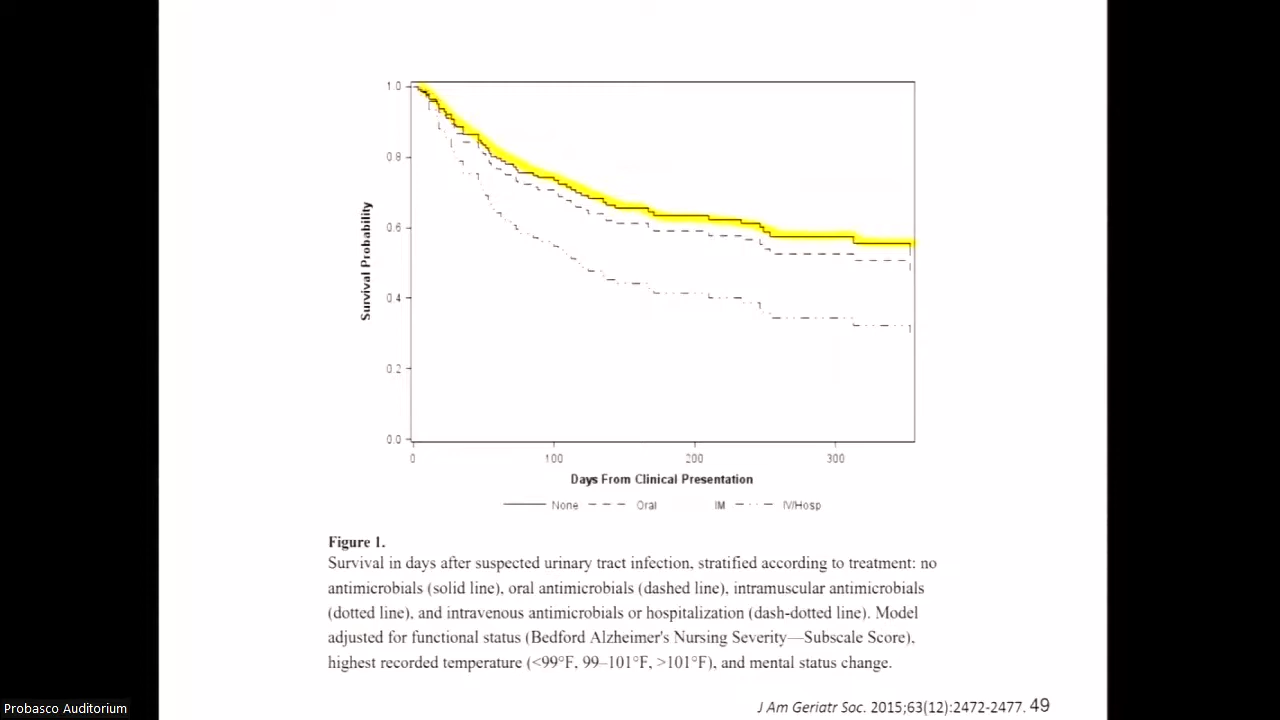 1.0
0.8
0.6
0.4
0.2
0.0
Survival Probability
0 100 200 300
Days From Clinical Presentation
None Oral IM IV/Hosp
Figure 1.
Survival in days after suspected urinary tract infection, stratified according to treatment: no
antimicrobials (solid line), oral antimicrobials (dashed line), intramuscular antimicrobials
(dotted line), and intravenous antimicrobials or hospitalization (dash-dotted line). Model
adjusted for functional status (Bedford Alzheimer's Nursing Severity—Subscale Score),
highest recorded temperature (<99°F, 99–101°F, >101°F), and mental status change.
J Am Geriatr Soc. 2015;63(12):2472-2477. 49
Probasco Auditorium